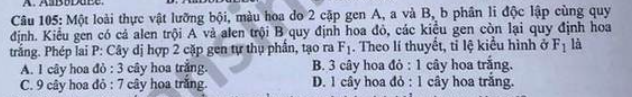 Câu 105: Một loài thực vật lưỡng bội, màu hoa do 2 cặp gen A, a và B, b phân li độc lập cùng quy
định. Kiểu gen có cả alen trội A và alen trội B quy định hoa đỏ, các kiểu gen còn lại quy định hoa
trắng. Phép lai P: Cây dị hợp 2 cặp gen tự thụ phấn, tạo ra F₁. Theo lí thuyết, tỉ lệ kiểu hình ở F₁ là
A. 1 cây hoa đỏ : 3 cây hoa trắng. B. 3 cây hoa đỏ : 1 cây hoa trắng.
C. 9 cây hoa đỏ : 7 cây hoa trắng. D. 1 cây hoa đỏ : 1 cây hoa trắng.